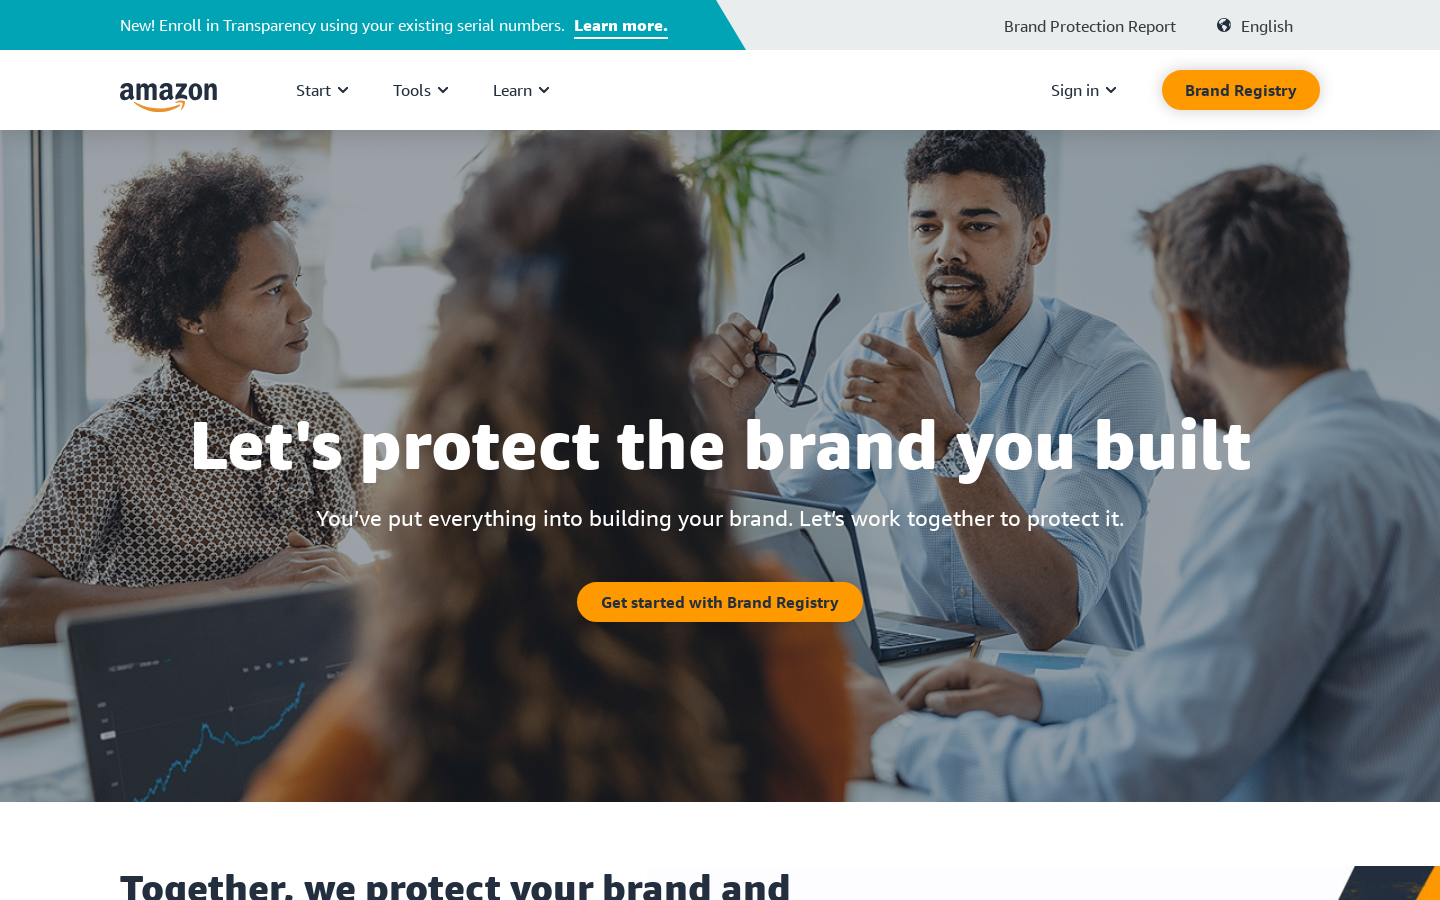 New! Enroll in Transparency using your existing serial numbers. Learn more.
Brand Protection Report
English
amazon
Start
Tools
Learn
Sign in
Brand Registry
Let's protect the brand you built
You’ve put everything into building your brand. Let’s work together to protect it.
Get started with Brand Registry
Together, we protect your brand and